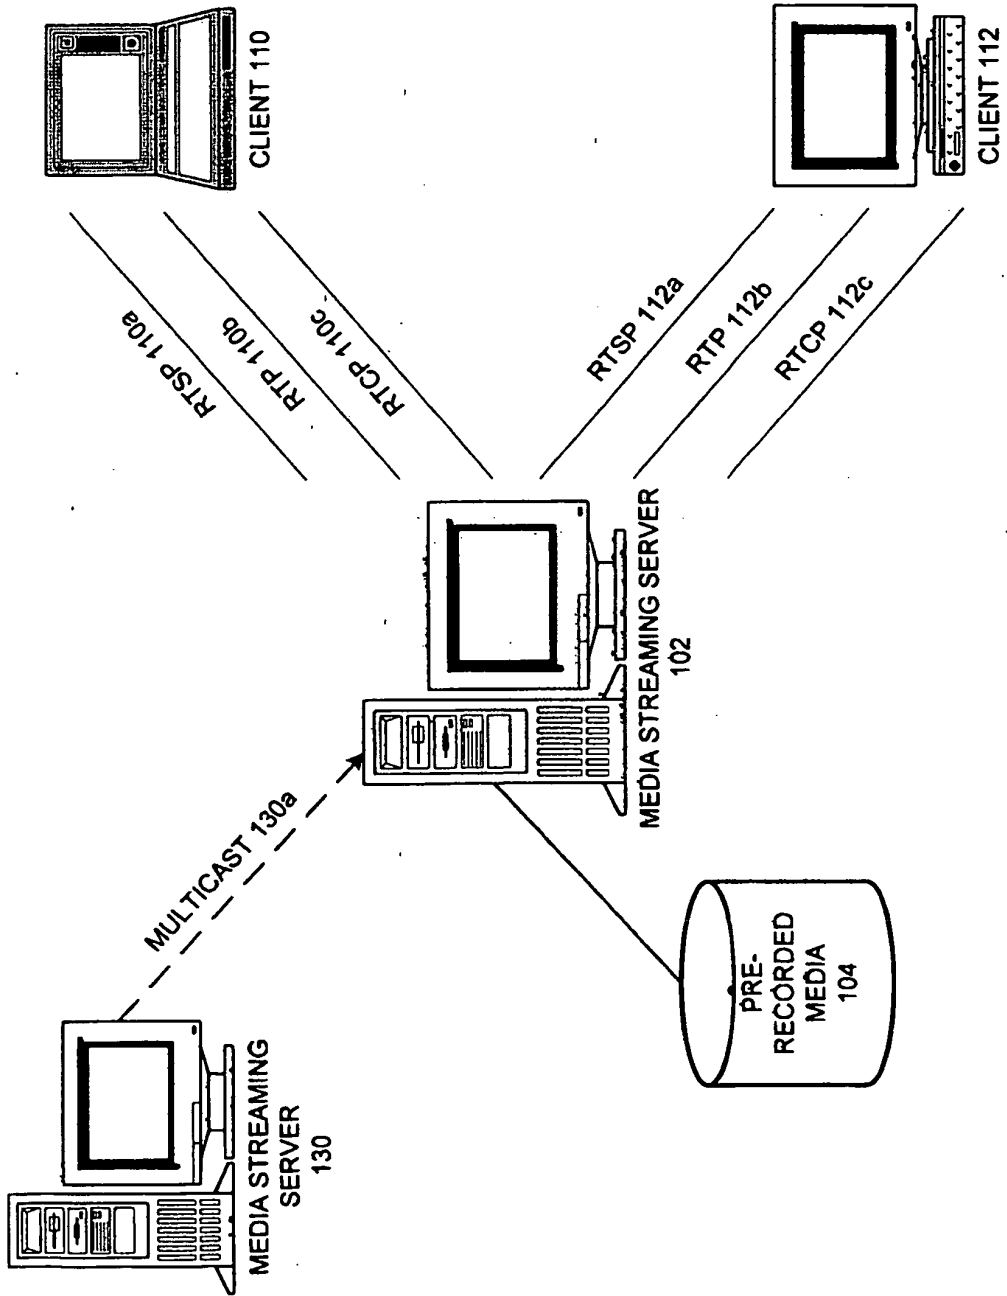 MEDIA STREAMING
SERVER
130
MULTICAST 130a
PRE-
RECORDED
MEDIA
104
MEDIA STREAMING SERVER
102
RTSP 110a
RTP 110b
RTCP 110c
CLIENT 110
RTSP 112a
RTP 112b
RTCP 112c
CLIENT 112